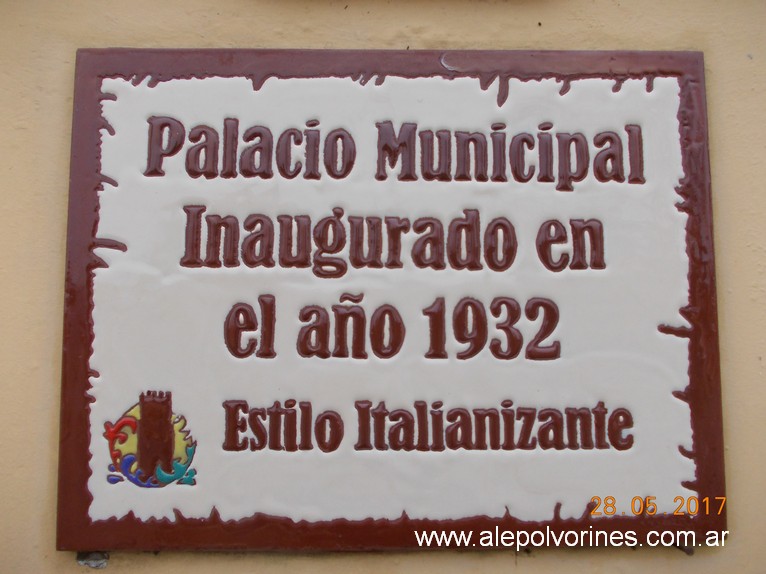 Palacio Municipal
Inaugurado en
el año 1932
Estilo Italianizante
28.05.2017
www.alepolvorines.com.ar